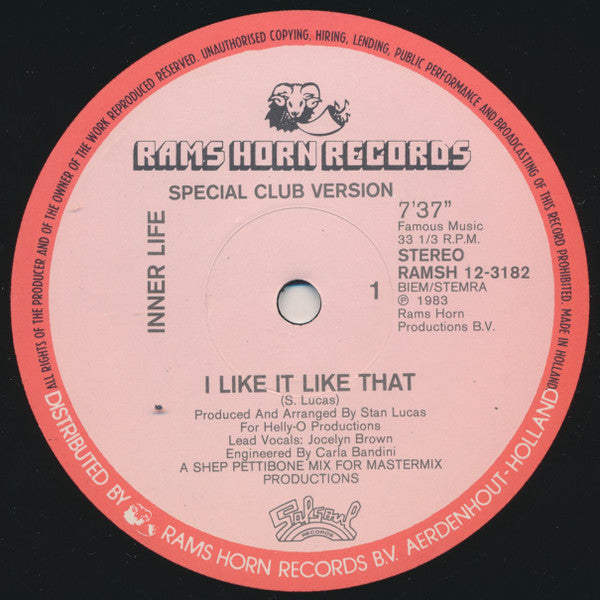 ALL RIGHTS OF THE PRODUCER AND OF THE OWNER OF THE WORK REPRODUCED RESERVED. UNAUTHORISED COPYING, HIRING, LENDING, PUBLIC PERFORMANCE AND BROADCASTING OF THIS RECORD PROHIBITED. MADE IN HOLLAND
RAMS HORN RECORDS
SPECIAL CLUB VERSION
INNER LIFE
7'37"
Famous Music
33 1/3 R.P.M.
STEREO
RAMSH 12-3182
BIEM/STEMRA
℗ 1983
Rams Horn
Productions B.V.
1
I LIKE IT LIKE THAT
(S. Lucas)
Produced And Arranged By Stan Lucas
For Helly-O Productions
Lead Vocals: Jocelyn Brown
Engineered By Carla Bandini
A SHEP PETTIBONE MIX FOR MASTERMIX
PRODUCTIONS
Salsoul
RECORDS
DISTRIBUTED BY RAMS HORN RECORDS B.V. AERDENHOUT-HOLLAND